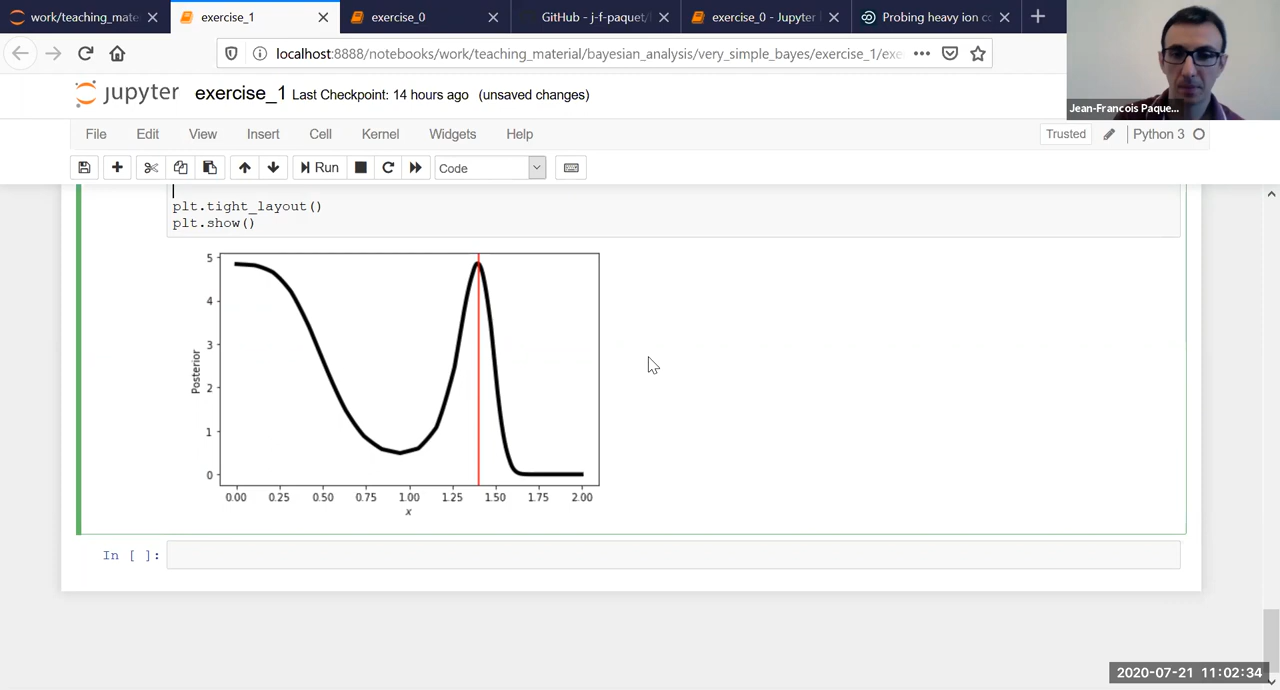 work/teaching_mate
exercise_1
exercise_0
GitHub - j-f-paquet/
exercise_0 - Jupyter
Probing heavy ion co
localhost:8888/notebooks/work/teaching_material/bayesian_analysis/very_simple_bayes/exercise_1/exe
Jean-Francois Paque...
jupyter exercise_1 Last Checkpoint: 14 hours ago (unsaved changes)
File Edit View Insert Cell Kernel Widgets Help
Trusted Python 3
Run Code
plt.tight_layout()
plt.show()
5
4
3
2
1
0
Posterior
0.00 0.25 0.50 0.75 1.00 1.25 1.50 1.75 2.00
x
In [ ]:
2020-07-21 11:02:34